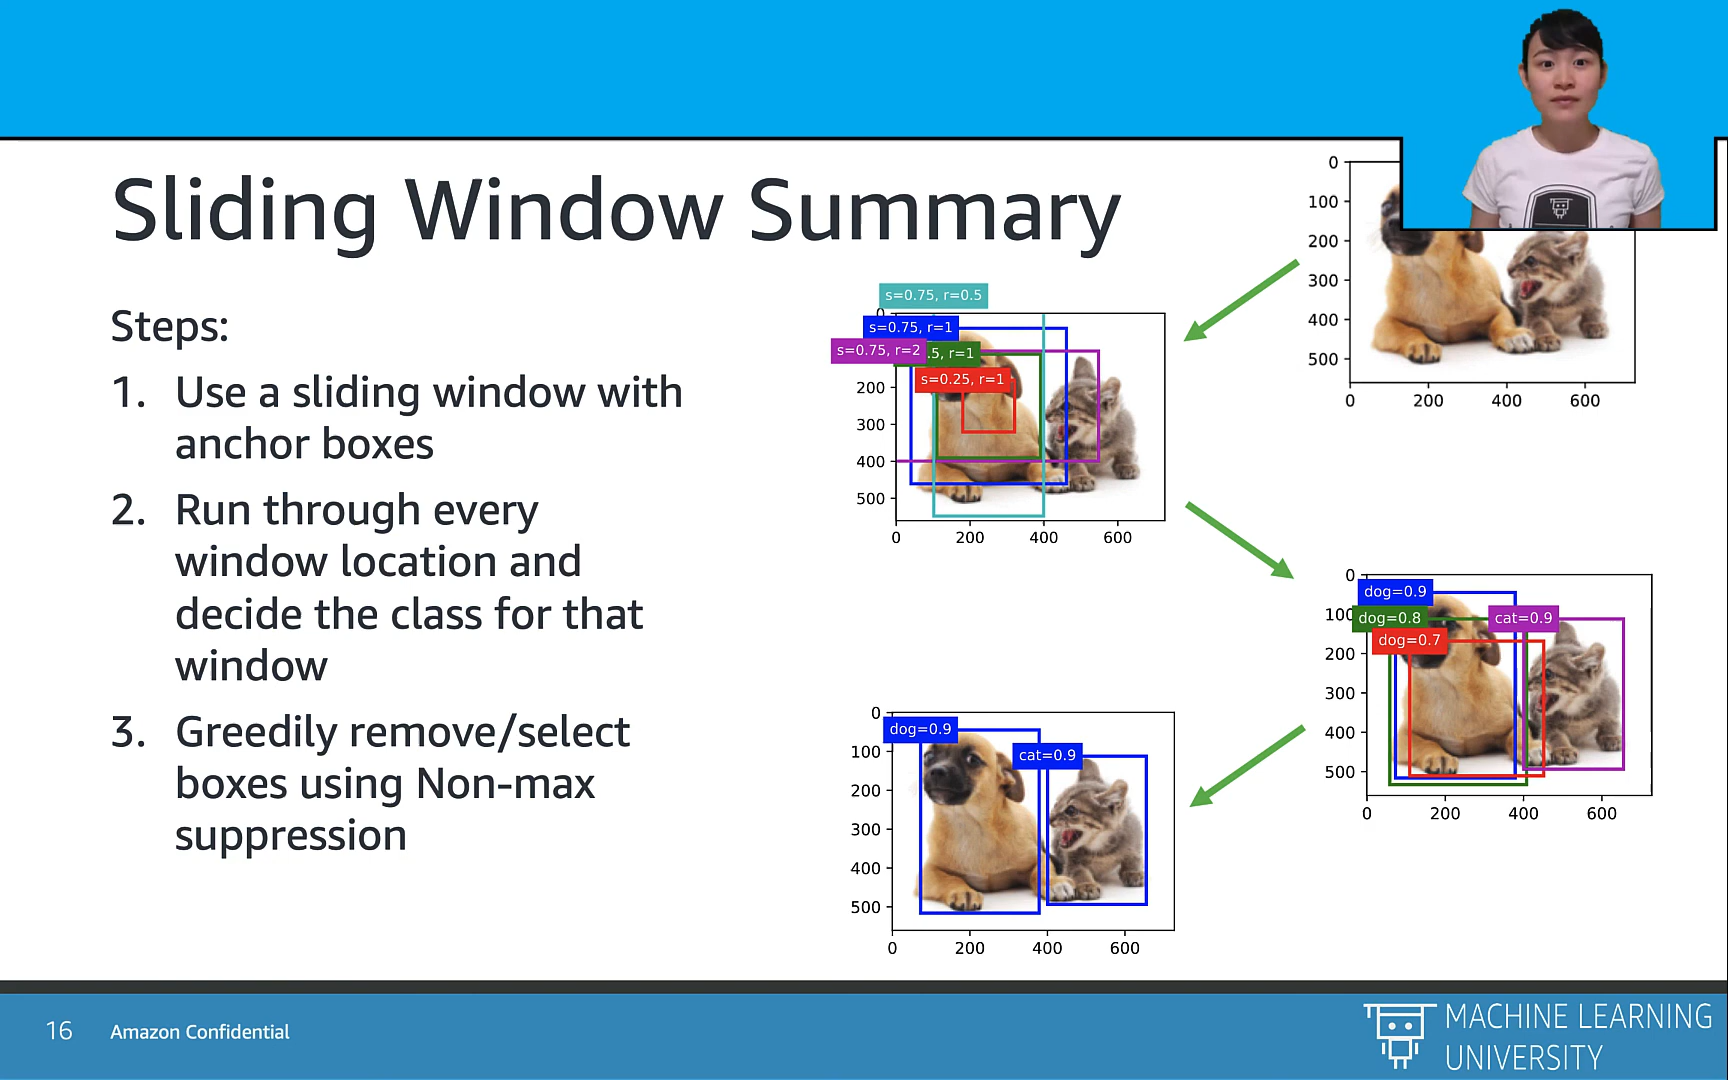 Sliding Window Summary
Steps:
1. Use a sliding window with
anchor boxes
2. Run through every
window location and
decide the class for that
window
3. Greedily remove/select
boxes using Non-max
suppression
0
100
200
300
400
500
0 200 400 600
s=0.75, r=0.5
0
s=0.75, r=1
s=0.75, r=2
.5, r=1
s=0.25, r=1
200
300
400
500
0 200 400 600
0
dog=0.9
100
dog=0.8
cat=0.9
dog=0.7
200
300
400
500
0 200 400 600
0
dog=0.9
100
cat=0.9
200
300
400
500
0 200 400 600
16 Amazon Confidential
MACHINE LEARNING
UNIVERSITY